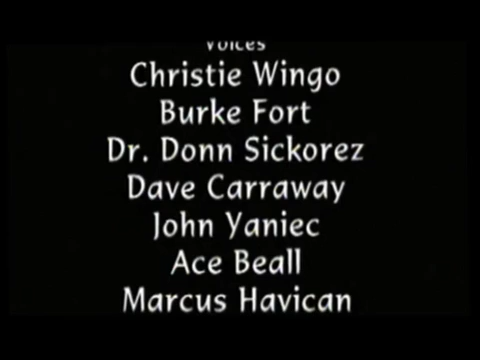 Voices
Christie Wingo
Burke Fort
Dr. Donn Sickorez
Dave Carraway
John Yaniec
Ace Beall
Marcus Havican